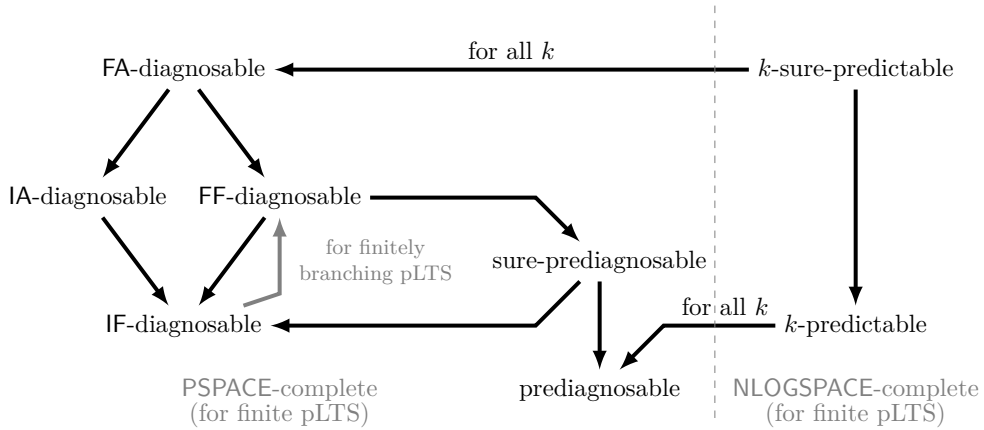 for all k
FA-diagnosable
k-sure-predictable
IA-diagnosable
FF-diagnosable
for finitely
branching pLTS
sure-prediagnosable
for all k
IF-diagnosable
k-predictable
prediagnosable
PSPACE-complete
(for finite pLTS)
NLOGSPACE-complete
(for finite pLTS)